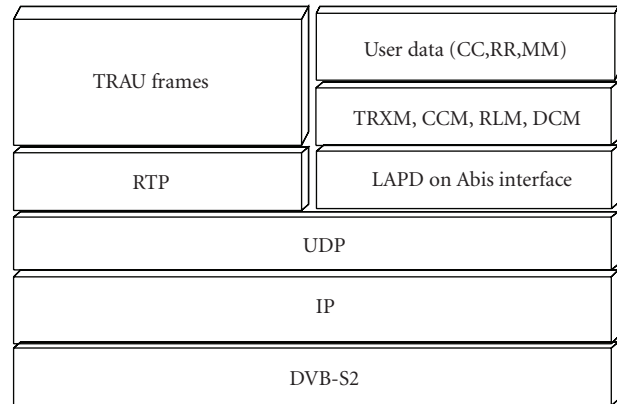 TRAU frames
User data (CC,RR,MM)
TRXM, CCM, RLM, DCM
RTP
LAPD on Abis interface
UDP
IP
DVB-S2